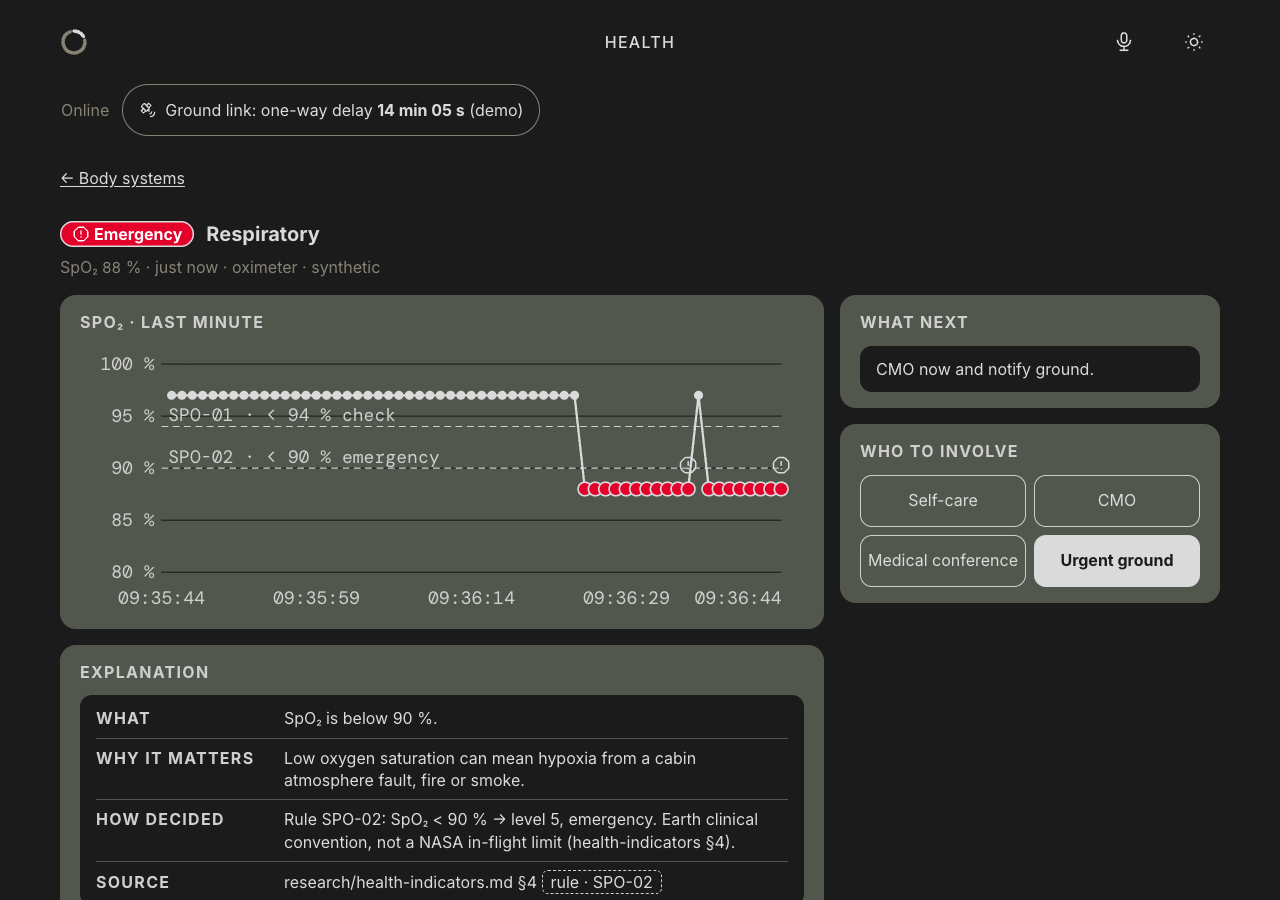 HEALTH
Online
Ground link: one-way delay 14 min 05 s (demo)
← Body systems
Emergency Respiratory
SpO₂ 88 % · just now · oximeter · synthetic
SPO₂ · LAST MINUTE
100 %
95 %
SPO-01 · < 94 % check
SPO-02 · < 90 % emergency
90 %
85 %
80 %
09:35:44 09:35:59 09:36:14 09:36:29 09:36:44
WHAT NEXT
CMO now and notify ground.
WHO TO INVOLVE
Self-care CMO
Medical conference Urgent ground
EXPLANATION
WHAT SpO₂ is below 90 %.
WHY IT MATTERS Low oxygen saturation can mean hypoxia from a cabin
atmosphere fault, fire or smoke.
HOW DECIDED Rule SPO-02: SpO₂ < 90 % → level 5, emergency. Earth clinical
convention, not a NASA in-flight limit (health-indicators §4).
SOURCE research/health-indicators.md §4 rule · SPO-02